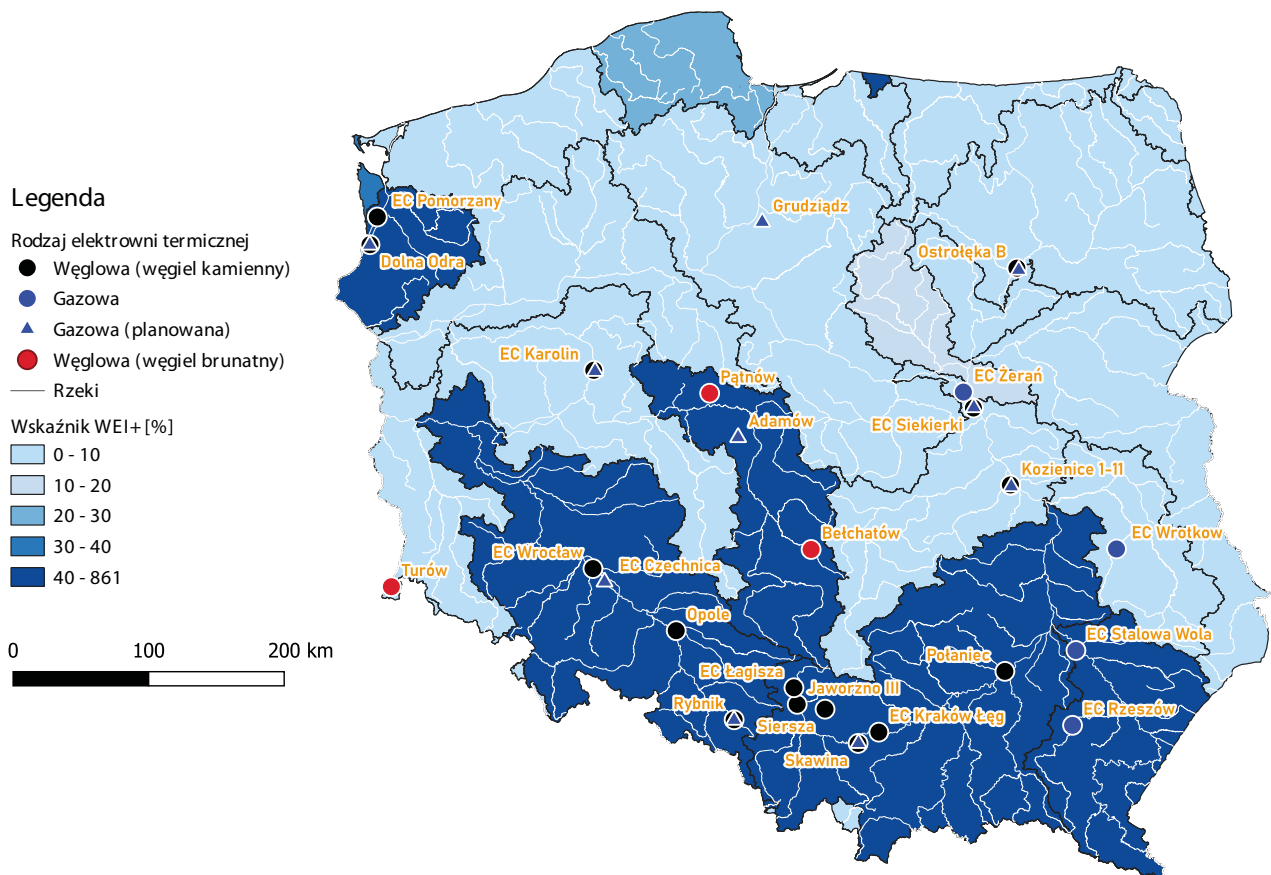 Legenda
Rodzaj elektrowni termicznej
Węglowa (węgiel kamienny)
Gazowa
Gazowa (planowana)
Węglowa (węgiel brunatny)
Rzeki
Wskaźnik WEI+ [%]
0 - 10
10 - 20
20 - 30
30 - 40
40 - 861
0 100 200 km
EC Pomorzany
Dolna Odra
Grudziądz
Ostrołęka B
EC Karolin
Pątnów
Adamów
EC Żerań
EC Siekierki
Kozienice 1-11
Bełchatów
EC Wrotków
EC Wrocław
EC Czechnica
Turów
Opole
EC Stalowa Wola
Połaniec
EC Łagisza
Jaworzno III
Rybnik
Siersza
EC Kraków Łęg
EC Rzeszów
Skawina